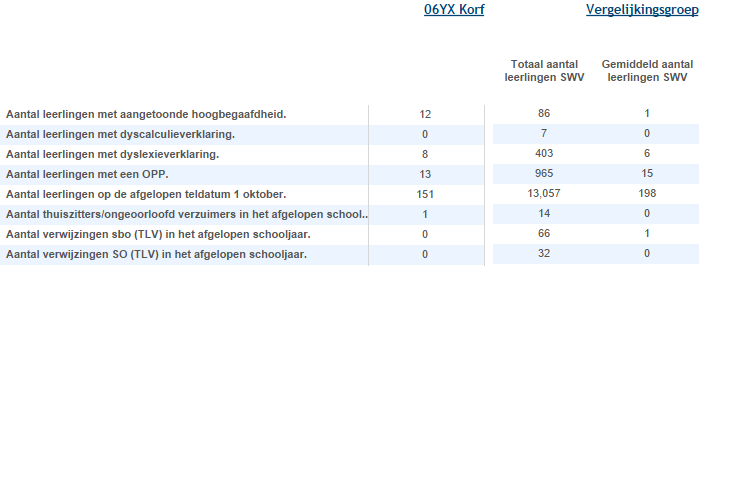 06YX Korf Vergelijkingsgroep
Totaal aantal Gemiddeld aantal
leerlingen SWV leerlingen SWV
Aantal leerlingen met aangetoonde hoogbegaafdheid. 12 86 1
Aantal leerlingen met dyscalculieverklaring. 0 7 0
Aantal leerlingen met dyslexieverklaring. 8 403 6
Aantal leerlingen met een OPP. 13 965 15
Aantal leerlingen op de afgelopen teldatum 1 oktober. 151 13,057 198
Aantal thuiszitters/ongeoorloofd verzuimers in het afgelopen school.. 1 14 0
Aantal verwijzingen sbo (TLV) in het afgelopen schooljaar. 0 66 1
Aantal verwijzingen SO (TLV) in het afgelopen schooljaar. 0 32 0